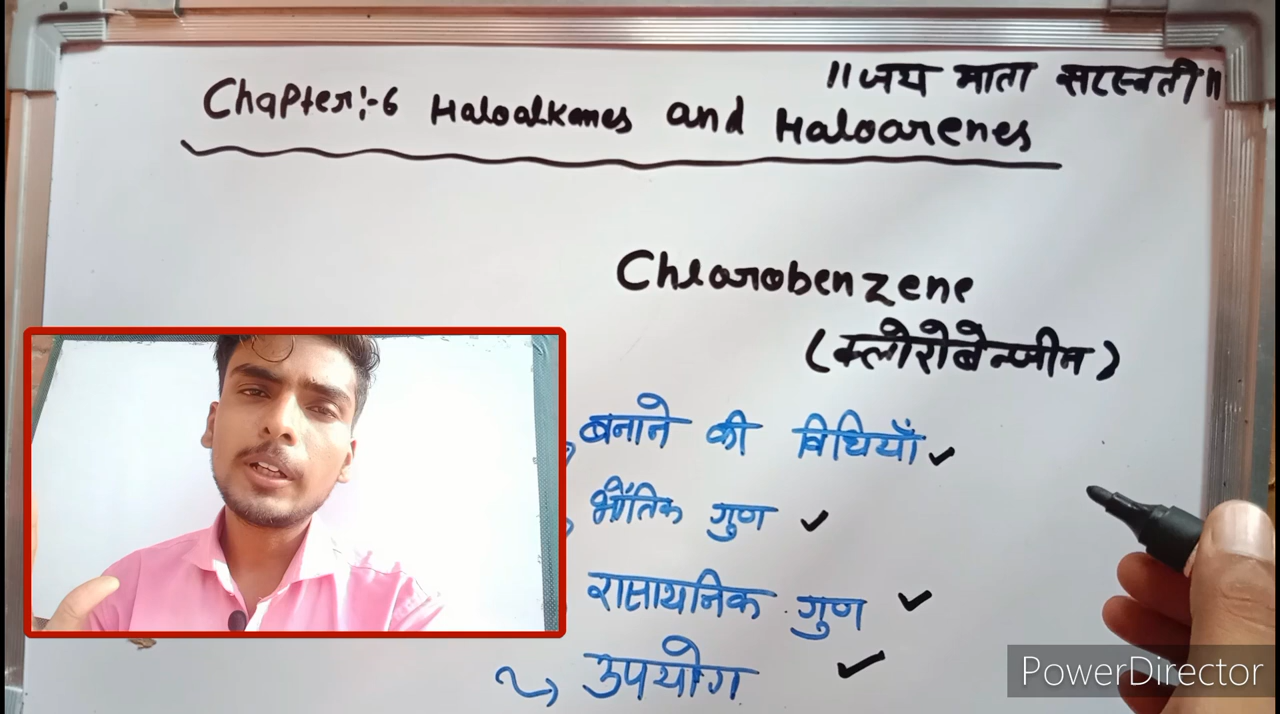 ॥जय माता सरस्वती॥
Chapter:-6 Haloalkanes and Haloarenes
Chlorobenzene
(क्लोरोबेन्जीन)
बनाने की विधियाँ
भौतिक गुण
रासायनिक गुण
उपयोग
PowerDirector